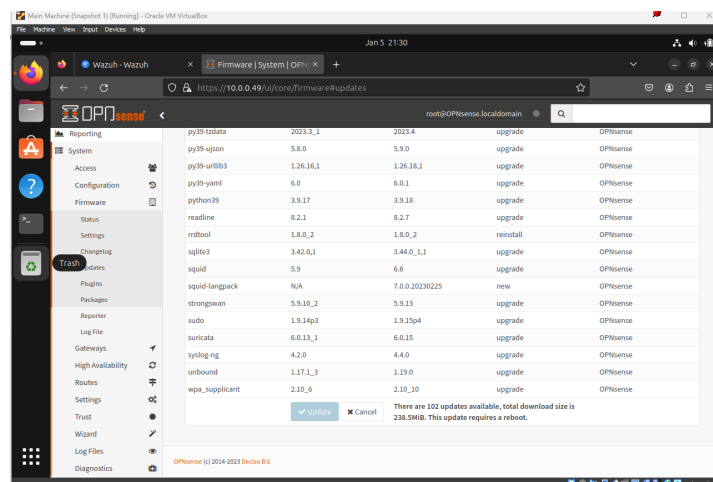 Main Machine (Snapshot 1) [Running] - Oracle VM VirtualBox
File Machine View Input Devices Help
Jan 5 21:30
Wazuh - Wazuh
Firmware | System | OPN
https://10.0.0.49/ui/core/firmware#updates
OPNsense
root@OPNsense.localdomain
Reporting
System
Access
Configuration
Firmware
Status
Settings
Changelog
Trash
Updates
Plugins
Packages
Reporter
Log File
Gateways
High Availability
Routes
Settings
Trust
Wizard
Log Files
Diagnostics
py39-tzdata 2023.3_1 2023.4 upgrade OPNsense
py39-ujson 5.8.0 5.9.0 upgrade OPNsense
py39-urllib3 1.26.16,1 1.26.18,1 upgrade OPNsense
py39-yaml 6.0 6.0.1 upgrade OPNsense
python39 3.9.17 3.9.18 upgrade OPNsense
readline 8.2.1 8.2.7 upgrade OPNsense
rrdtool 1.8.0_2 1.8.0_2 reinstall OPNsense
sqlite3 3.42.0,1 3.44.0_1,1 upgrade OPNsense
squid 5.9 6.6 upgrade OPNsense
squid-langpack N/A 7.0.0.20230225 new OPNsense
strongswan 5.9.10_2 5.9.13 upgrade OPNsense
sudo 1.9.14p3 1.9.15p4 upgrade OPNsense
suricata 6.0.13_1 6.0.15 upgrade OPNsense
syslog-ng 4.2.0 4.4.0 upgrade OPNsense
unbound 1.17.1_3 1.19.0 upgrade OPNsense
wpa_supplicant 2.10_6 2.10_10 upgrade OPNsense
Update
Cancel
There are 102 updates available, total download size is
238.5MiB. This update requires a reboot.
OPNsense (c) 2014-2023 Deciso B.V.